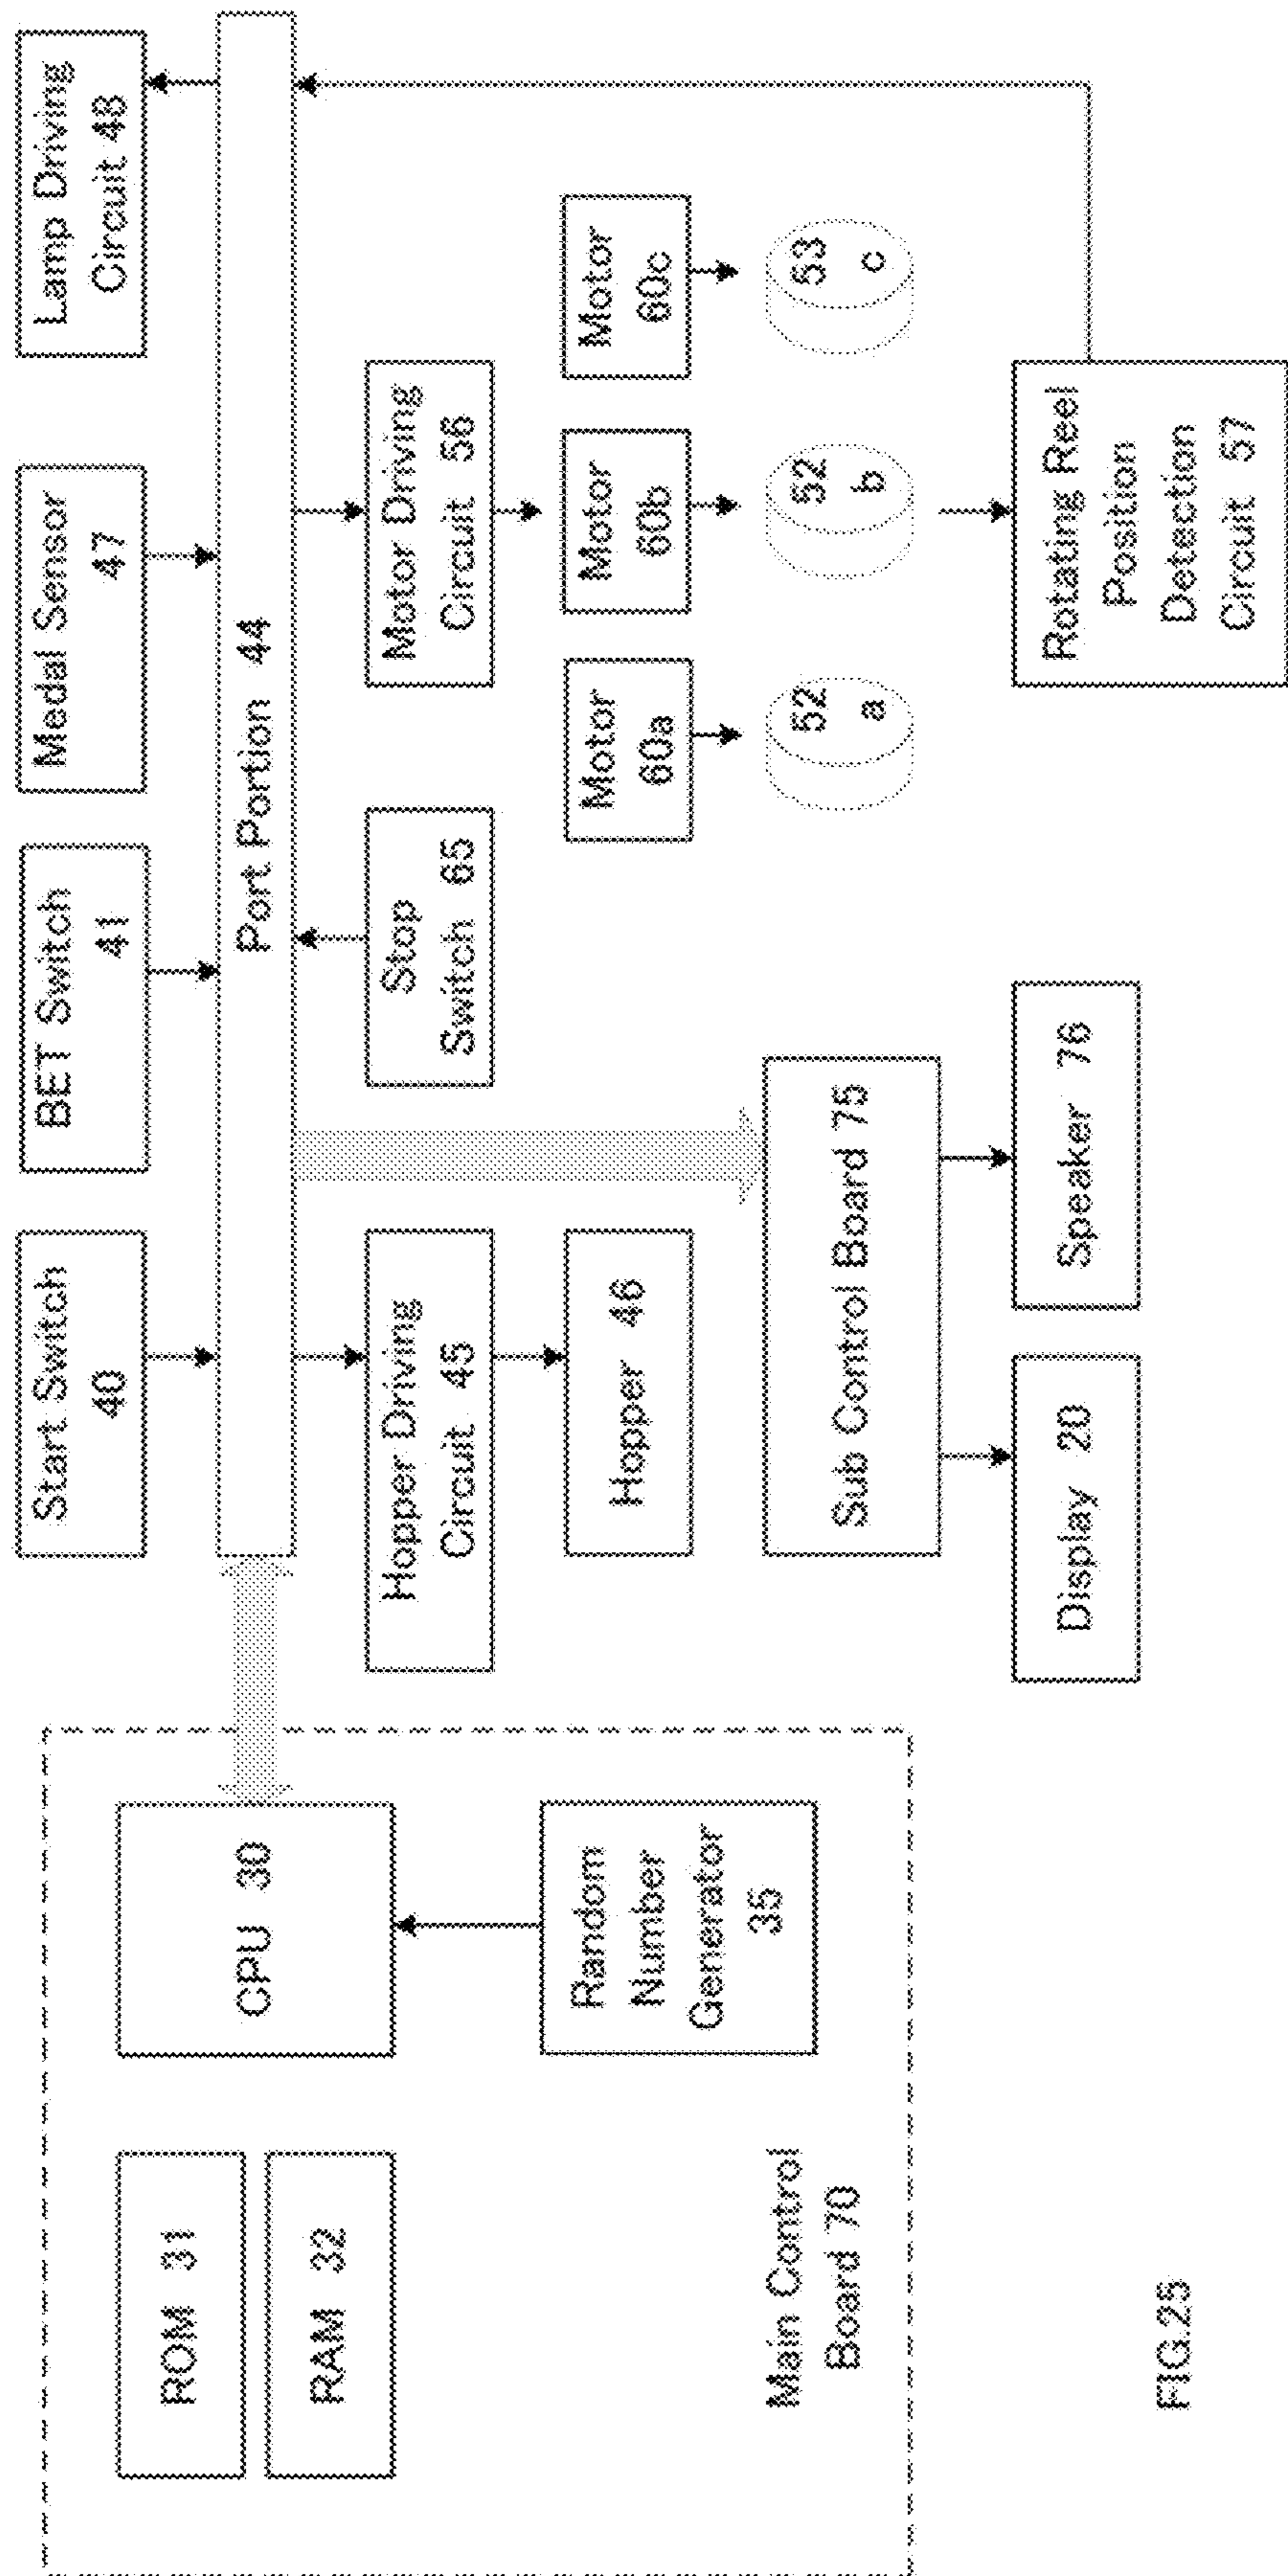 Start Switch
40
BET Switch
41
Medal Sensor
47
Lamp Driving
Circuit 48
Port Portion 44
ROM 31
RAM 32
CPU 30
Random
Number
Generator
35
Main Control
Board 70
Hopper Driving
Circuit 45
Hopper 46
Stop
Switch 65
Motor Driving
Circuit 56
Motor
60a
Motor
60b
Motor
60c
52
a
52
b
53
c
Sub Control Board 75
Display 20
Speaker 76
Rotating Reel
Position
Detection
Circuit 57
FIG.25